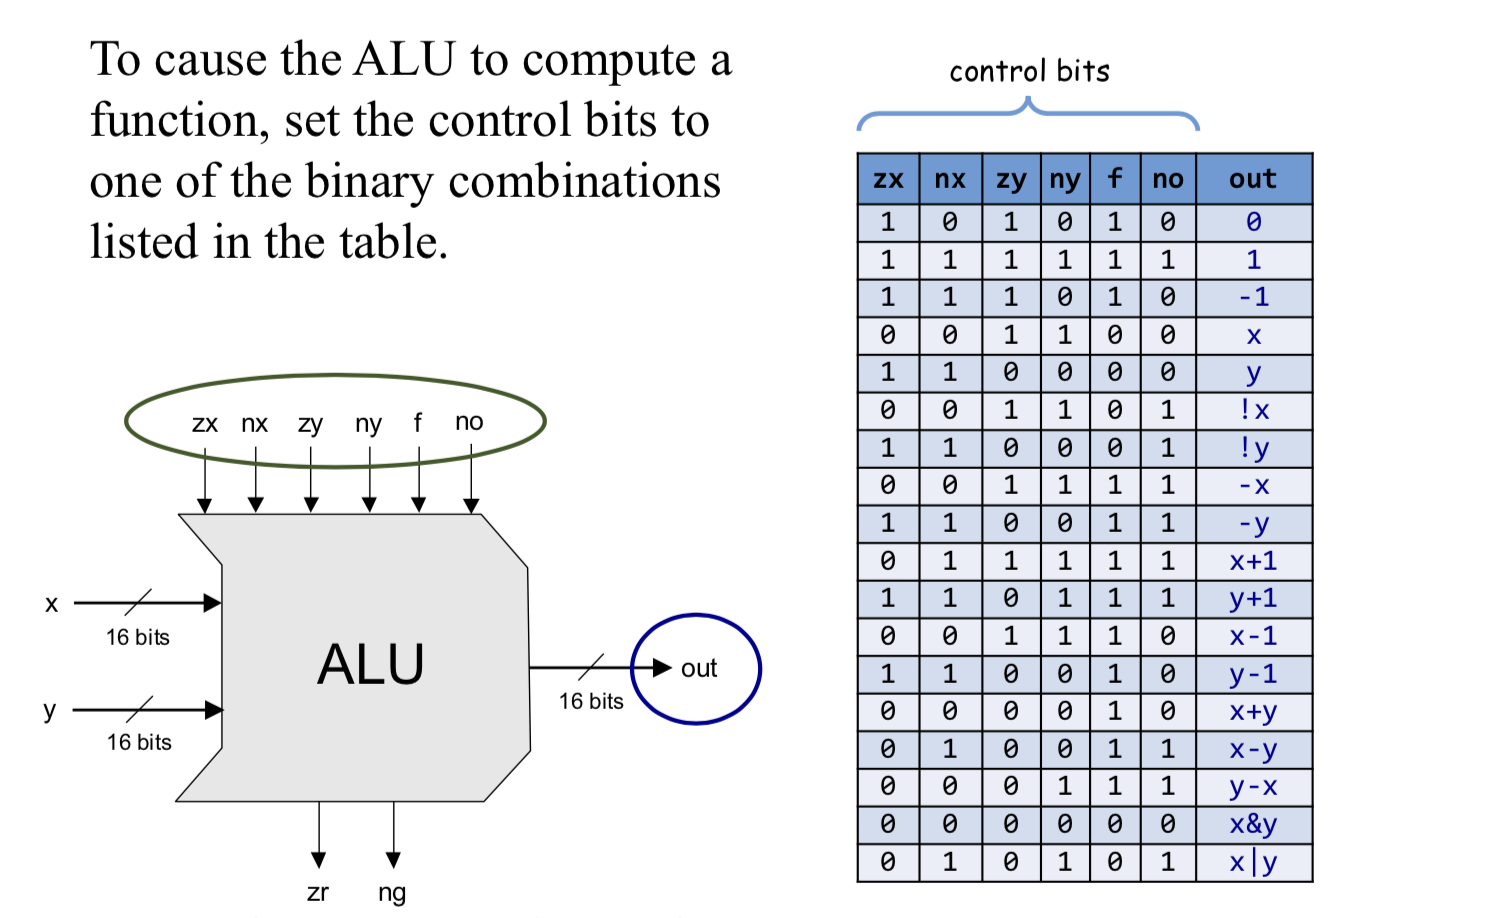 To cause the ALU to compute a
function, set the control bits to
one of the binary combinations
listed in the table.
control bits
zx nx zy ny f no out
1 0 1 0 1 0 0
1 1 1 1 1 1 1
1 1 1 0 1 0 -1
0 0 1 1 0 0 x
1 1 0 0 0 0 y
0 0 1 1 0 1 !x
1 1 0 0 0 1 !y
0 0 1 1 1 1 -x
1 1 0 0 1 1 -y
0 1 1 1 1 1 x+1
1 1 0 1 1 1 y+1
0 0 1 1 1 0 x-1
1 1 0 0 1 0 y-1
0 0 0 0 1 0 x+y
0 1 0 0 1 1 x-y
0 0 0 1 1 1 y-x
0 0 0 0 0 0 x&y
0 1 0 1 0 1 x|y
zx nx zy ny f no
x
16 bits
y
16 bits
ALU
16 bits
out
zr ng